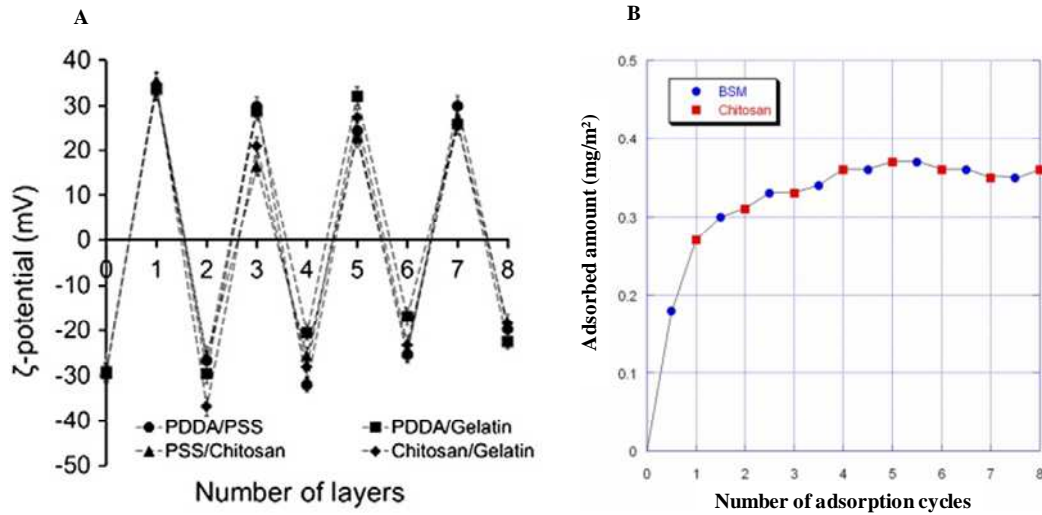 A
40
30
20
10
0
-10
-20
-30
-40
-50
ζ-potential (mV)
0 1 2 3 4 5 6 7 8
PDDA/PSS PDDA/Gelatin
PSS/Chitosan Chitosan/Gelatin
Number of layers
B
0.5
0.4
0.3
0.2
0.1
0
Adsorbed amount (mg/m²)
BSM
Chitosan
0 1 2 3 4 5 6 7 8
Number of adsorption cycles